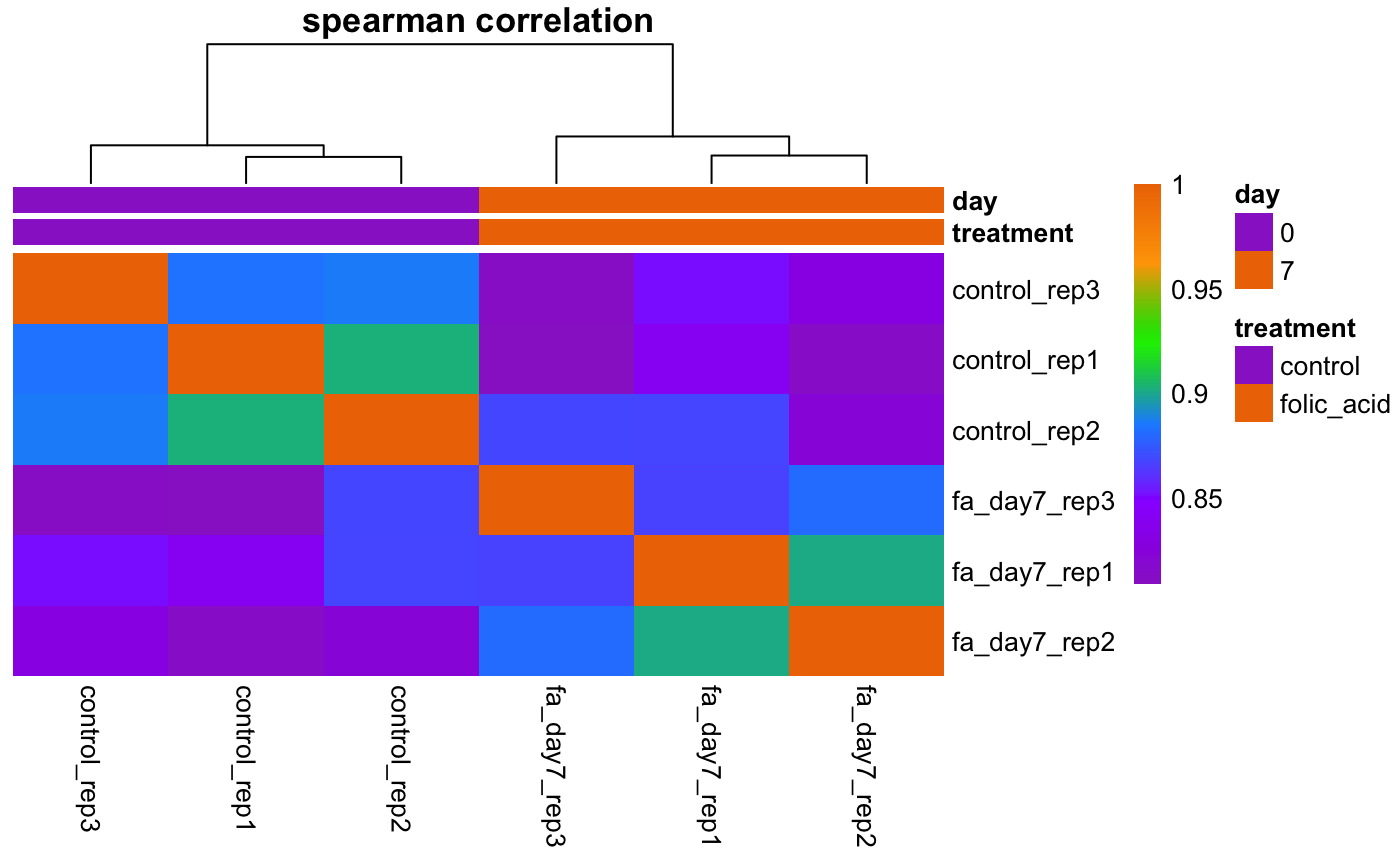 spearman correlation
day
treatment
control_rep3
control_rep1
control_rep2
fa_day7_rep3
fa_day7_rep1
fa_day7_rep2
control_rep3
control_rep1
control_rep2
fa_day7_rep3
fa_day7_rep1
fa_day7_rep2
1
0.95
0.9
0.85
day
0
7
treatment
control
folic_acid